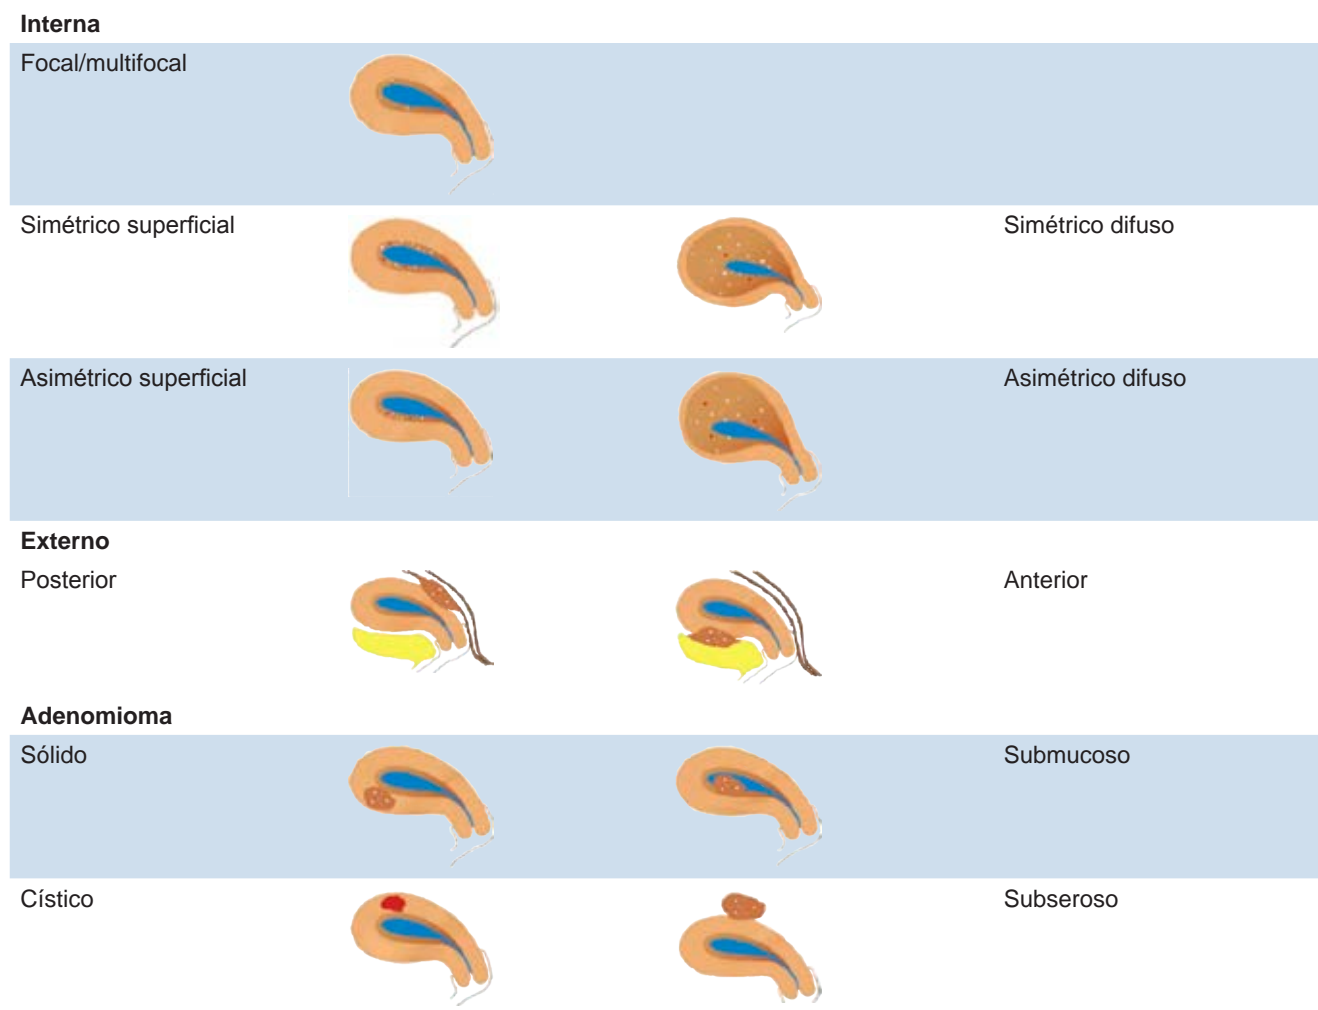 Interna
Focal/multifocal
Simétrico superficial
Simétrico difuso
Asimétrico superficial
Asimétrico difuso
Externo
Posterior
Anterior
Adenomioma
Sólido
Submucoso
Cístico
Subseroso